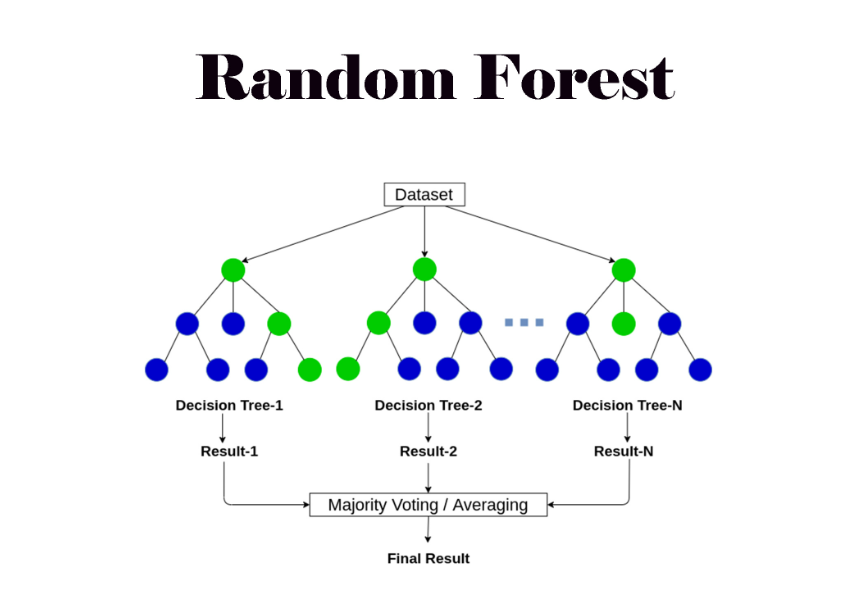 Random Forest
Dataset
Decision Tree-1
Decision Tree-2
Decision Tree-N
Result-1
Result-2
Result-N
Majority Voting / Averaging
Final Result